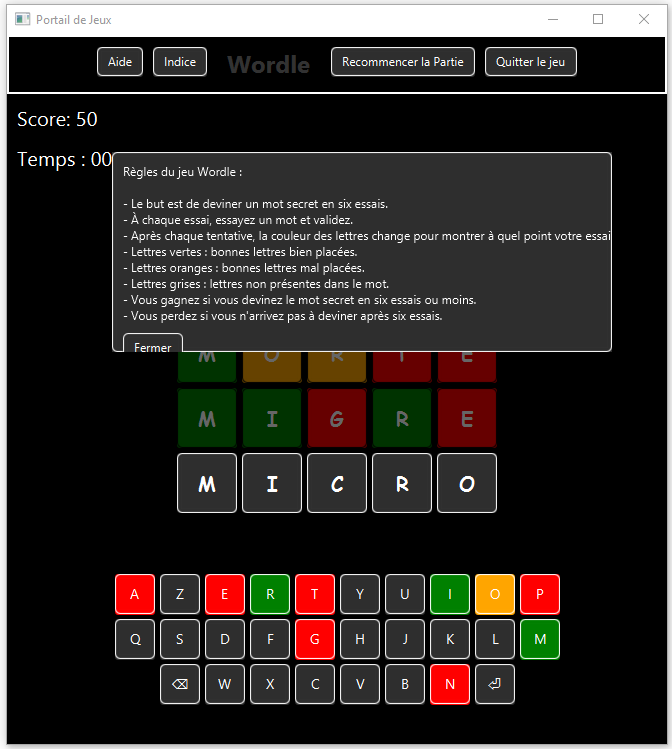 Portail de Jeux
Aide Indice Wordle Recommencer la Partie Quitter le jeu
Score: 50
Temps : 00
Règles du jeu Wordle :
- Le but est de deviner un mot secret en six essais.
- À chaque essai, essayez un mot et validez.
- Après chaque tentative, la couleur des lettres change pour montrer à quel point votre essai
- Lettres vertes : bonnes lettres bien placées.
- Lettres oranges : bonnes lettres mal placées.
- Lettres grises : lettres non présentes dans le mot.
- Vous gagnez si vous devinez le mot secret en six essais ou moins.
- Vous perdez si vous n'arrivez pas à deviner après six essais.
Fermer
M O R T E
M I G R E
M I C R O
A Z E R T Y U I O P
Q S D F G H J K L M
W X C V B N